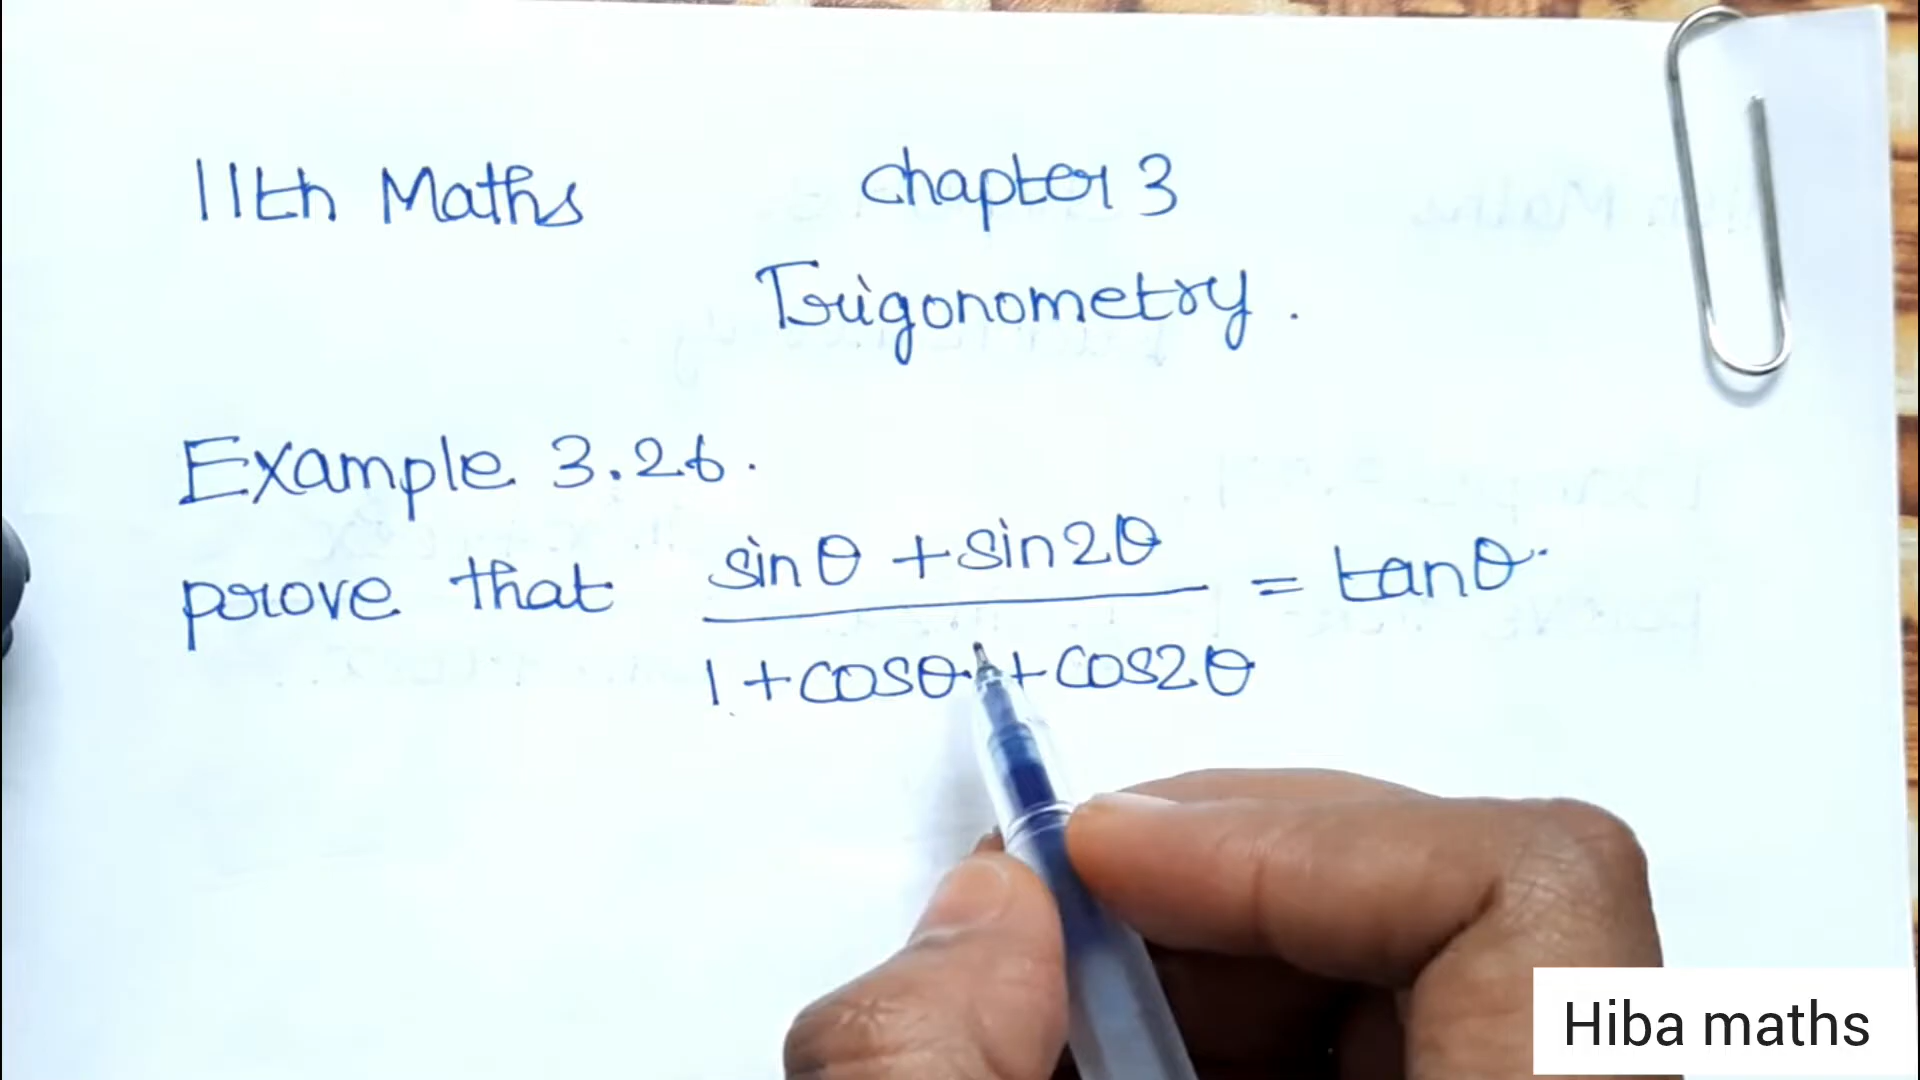 11th Maths chapter 3
Trigonometry.
Example 3.26.
prove that sinθ + sin2θ / 1 + cosθ + cos2θ = tanθ.
Hiba maths